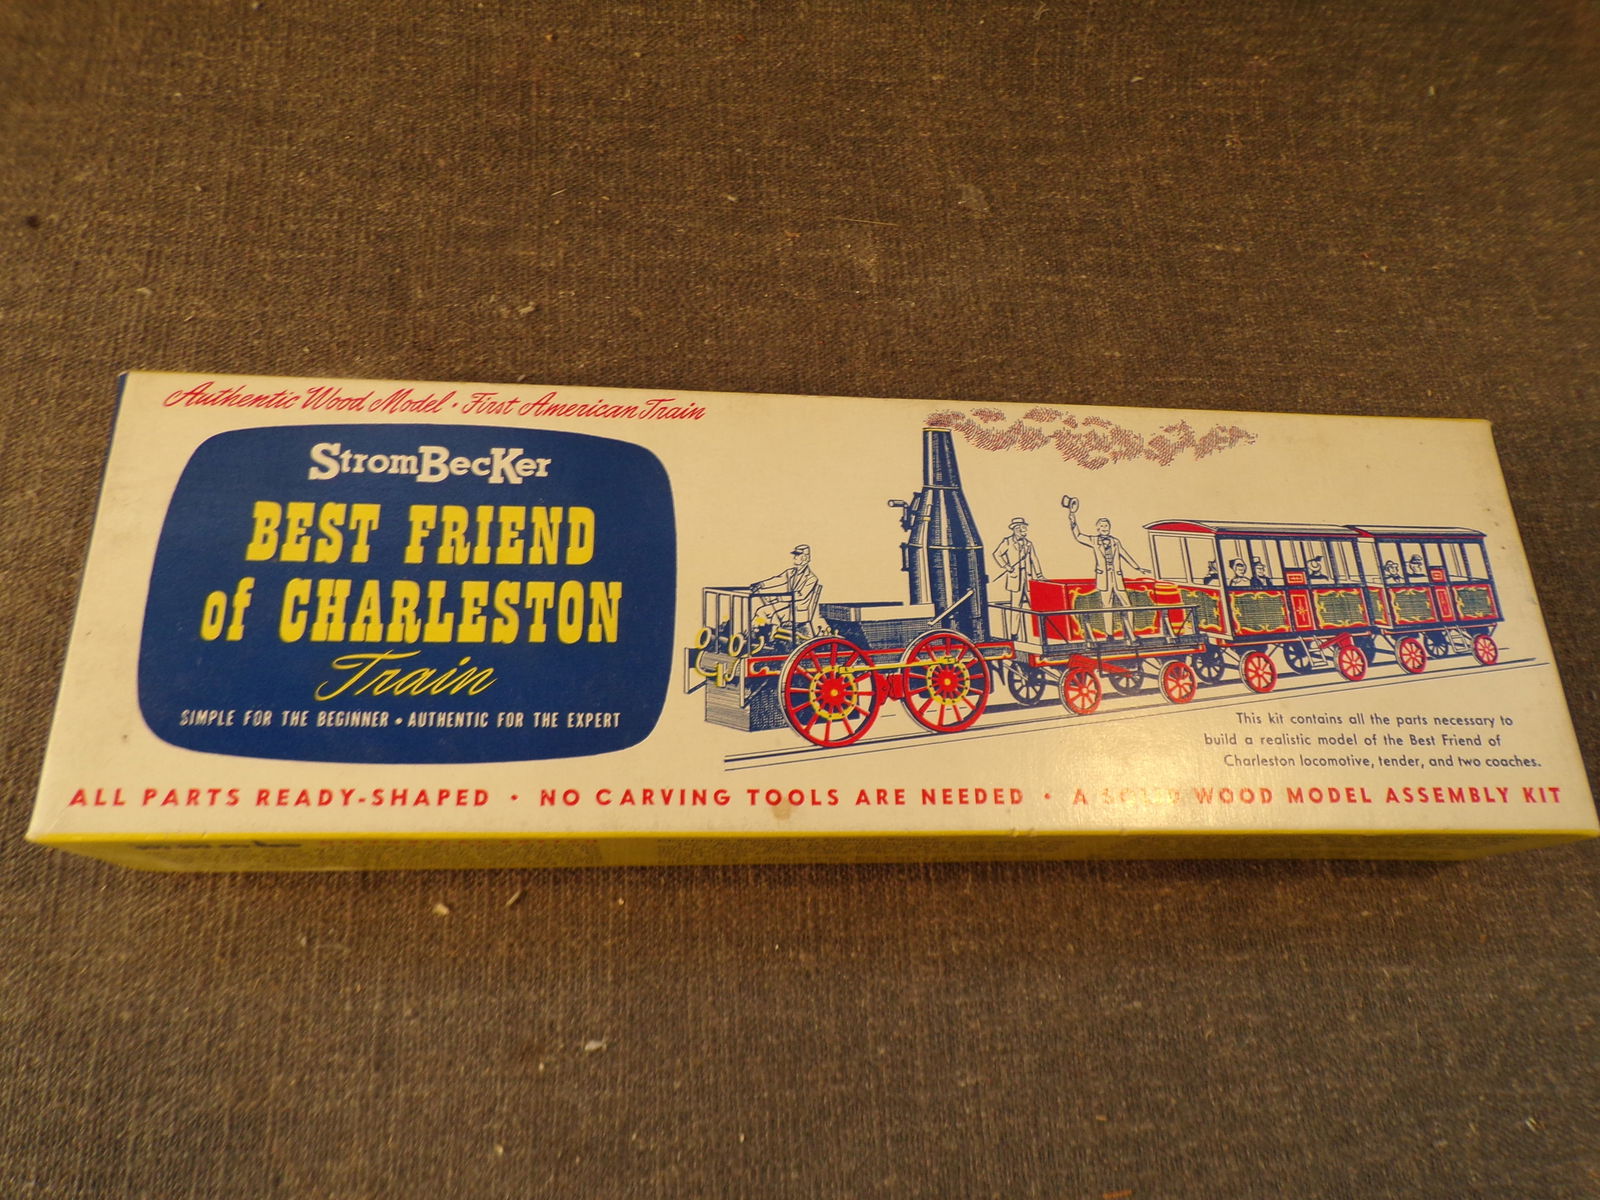 Authentic Wood Model · First American Train
StromBecKer
BEST FRIEND
of CHARLESTON
Train
SIMPLE FOR THE BEGINNER • AUTHENTIC FOR THE EXPERT
This kit contains all the parts necessary to
build a realistic model of the Best Friend of
Charleston locomotive, tender, and two coaches.
ALL PARTS READY-SHAPED · NO CARVING TOOLS ARE NEEDED · A SOLID WOOD MODEL ASSEMBLY KIT